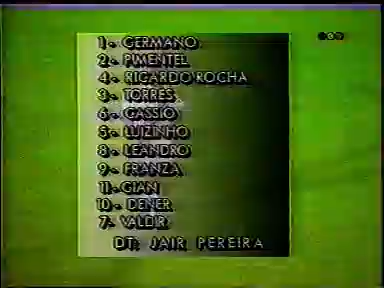 1- GERMANO
2- PIMENTEL
4- RICARDO ROCHA
3- TORRES
6- CASSIO
5- LUIZINHO
8- LEANDRO
9- FRANZA
11- GIAN
10- DENER
7- VALDIR
DT: JAIR PEREIRA